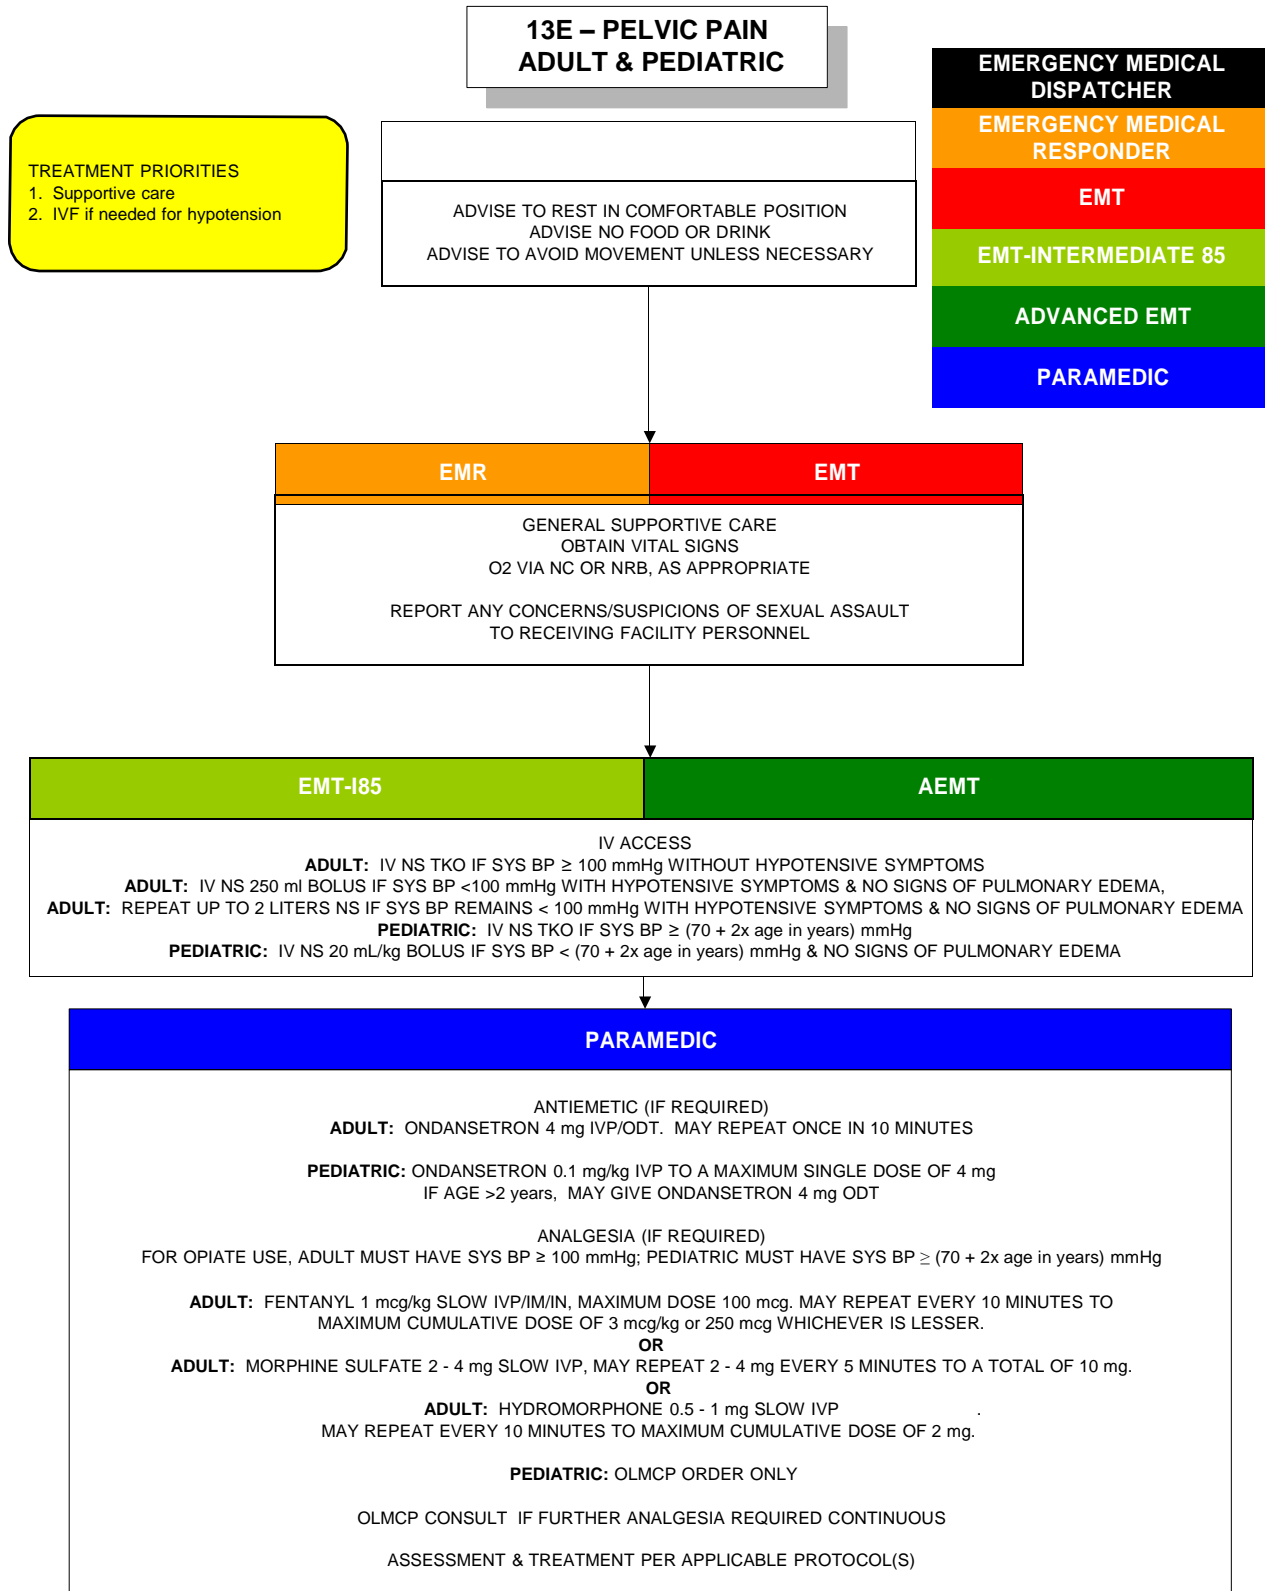 13E – PELVIC PAIN
ADULT & PEDIATRIC
EMERGENCY MEDICAL
DISPATCHER
EMERGENCY MEDICAL
RESPONDER
EMT
EMT-INTERMEDIATE 85
ADVANCED EMT
PARAMEDIC
TREATMENT PRIORITIES
1. Supportive care
2. IVF if needed for hypotension
ADVISE TO REST IN COMFORTABLE POSITION
ADVISE NO FOOD OR DRINK
ADVISE TO AVOID MOVEMENT UNLESS NECESSARY
EMR
EMT
GENERAL SUPPORTIVE CARE
OBTAIN VITAL SIGNS
O2 VIA NC OR NRB, AS APPROPRIATE
REPORT ANY CONCERNS/SUSPICIONS OF SEXUAL ASSAULT
TO RECEIVING FACILITY PERSONNEL
EMT-I85
AEMT
IV ACCESS
ADULT: IV NS TKO IF SYS BP ≥ 100 mmHg WITHOUT HYPOTENSIVE SYMPTOMS
ADULT: IV NS 250 ml BOLUS IF SYS BP <100 mmHg WITH HYPOTENSIVE SYMPTOMS & NO SIGNS OF PULMONARY EDEMA,
ADULT: REPEAT UP TO 2 LITERS NS IF SYS BP REMAINS < 100 mmHg WITH HYPOTENSIVE SYMPTOMS & NO SIGNS OF PULMONARY EDEMA
PEDIATRIC: IV NS TKO IF SYS BP ≥ (70 + 2x age in years) mmHg
PEDIATRIC: IV NS 20 mL/kg BOLUS IF SYS BP < (70 + 2x age in years) mmHg & NO SIGNS OF PULMONARY EDEMA
PARAMEDIC
ANTIEMETIC (IF REQUIRED)
ADULT: ONDANSETRON 4 mg IVP/ODT. MAY REPEAT ONCE IN 10 MINUTES
PEDIATRIC: ONDANSETRON 0.1 mg/kg IVP TO A MAXIMUM SINGLE DOSE OF 4 mg
IF AGE >2 years, MAY GIVE ONDANSETRON 4 mg ODT
ANALGESIA (IF REQUIRED)
FOR OPIATE USE, ADULT MUST HAVE SYS BP ≥ 100 mmHg; PEDIATRIC MUST HAVE SYS BP ≥ (70 + 2x age in years) mmHg
ADULT: FENTANYL 1 mcg/kg SLOW IVP/IM/IN, MAXIMUM DOSE 100 mcg. MAY REPEAT EVERY 10 MINUTES TO
MAXIMUM CUMULATIVE DOSE OF 3 mcg/kg or 250 mcg WHICHEVER IS LESSER.
OR
ADULT: MORPHINE SULFATE 2 - 4 mg SLOW IVP, MAY REPEAT 2 - 4 mg EVERY 5 MINUTES TO A TOTAL OF 10 mg.
OR
ADULT: HYDROMORPHONE 0.5 - 1 mg SLOW IVP .
MAY REPEAT EVERY 10 MINUTES TO MAXIMUM CUMULATIVE DOSE OF 2 mg.
PEDIATRIC: OLMCP ORDER ONLY
OLMCP CONSULT IF FURTHER ANALGESIA REQUIRED CONTINUOUS
ASSESSMENT & TREATMENT PER APPLICABLE PROTOCOL(S)